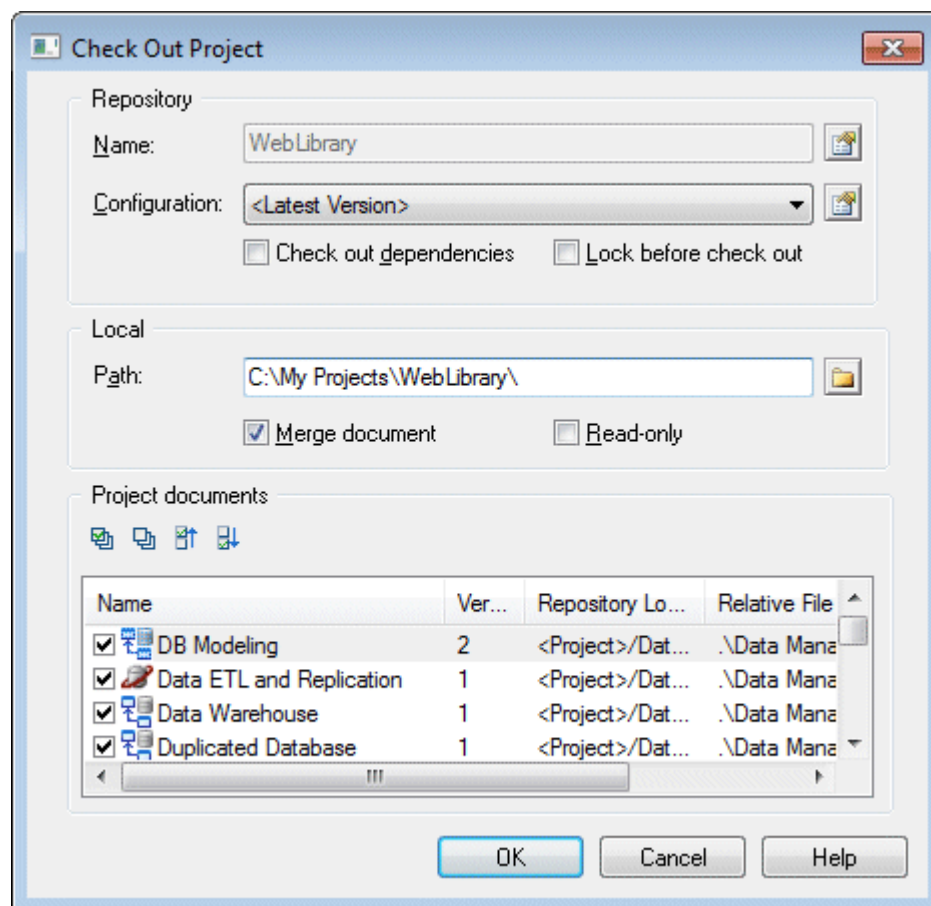 Check Out Project
Repository
Name: WebLibrary
Configuration: <Latest Version>
Check out dependencies Lock before check out
Local
Path: C:\My Projects\WebLibrary\
Merge document Read-only
Project documents
Name Ver... Repository Lo... Relative File
DB Modeling 2 <Project>/Dat... .\Data Mana
Data ETL and Replication 1 <Project>/Dat... .\Data Mana
Data Warehouse 1 <Project>/Dat... .\Data Mana
Duplicated Database 1 <Project>/Dat... .\Data Mana
OK Cancel Help